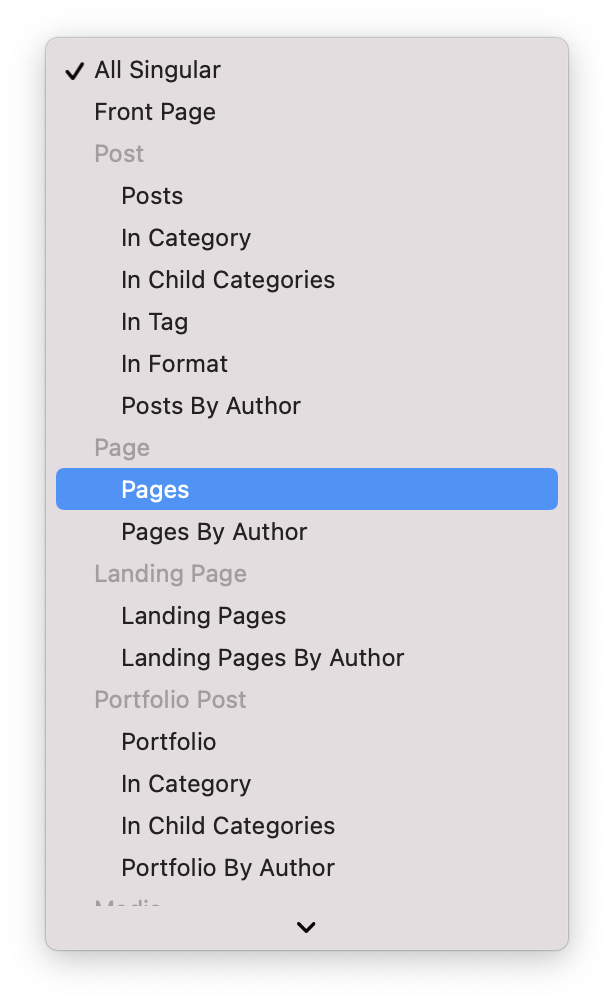 All Singular
Front Page
Post
Posts
In Category
In Child Categories
In Tag
In Format
Posts By Author
Page
Pages
Pages By Author
Landing Page
Landing Pages
Landing Pages By Author
Portfolio Post
Portfolio
In Category
In Child Categories
Portfolio By Author
Media